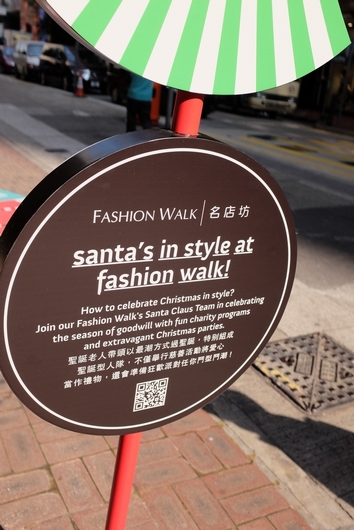 FASHION WALK 名店坊
santa's in style at
fashion walk!
How to celebrate Christmas in style?
Join our Fashion Walk's Santa Claus Team in celebrating
the season of goodwill with fun charity programs
and extravagant Christmas parties.
聖誕老人帶頭以最潮方式過聖誕，特別組成
聖誕型人隊，不僅舉行慈善活動將愛心
當作禮物，還會準備狂歡派對任你鬥型鬥潮！